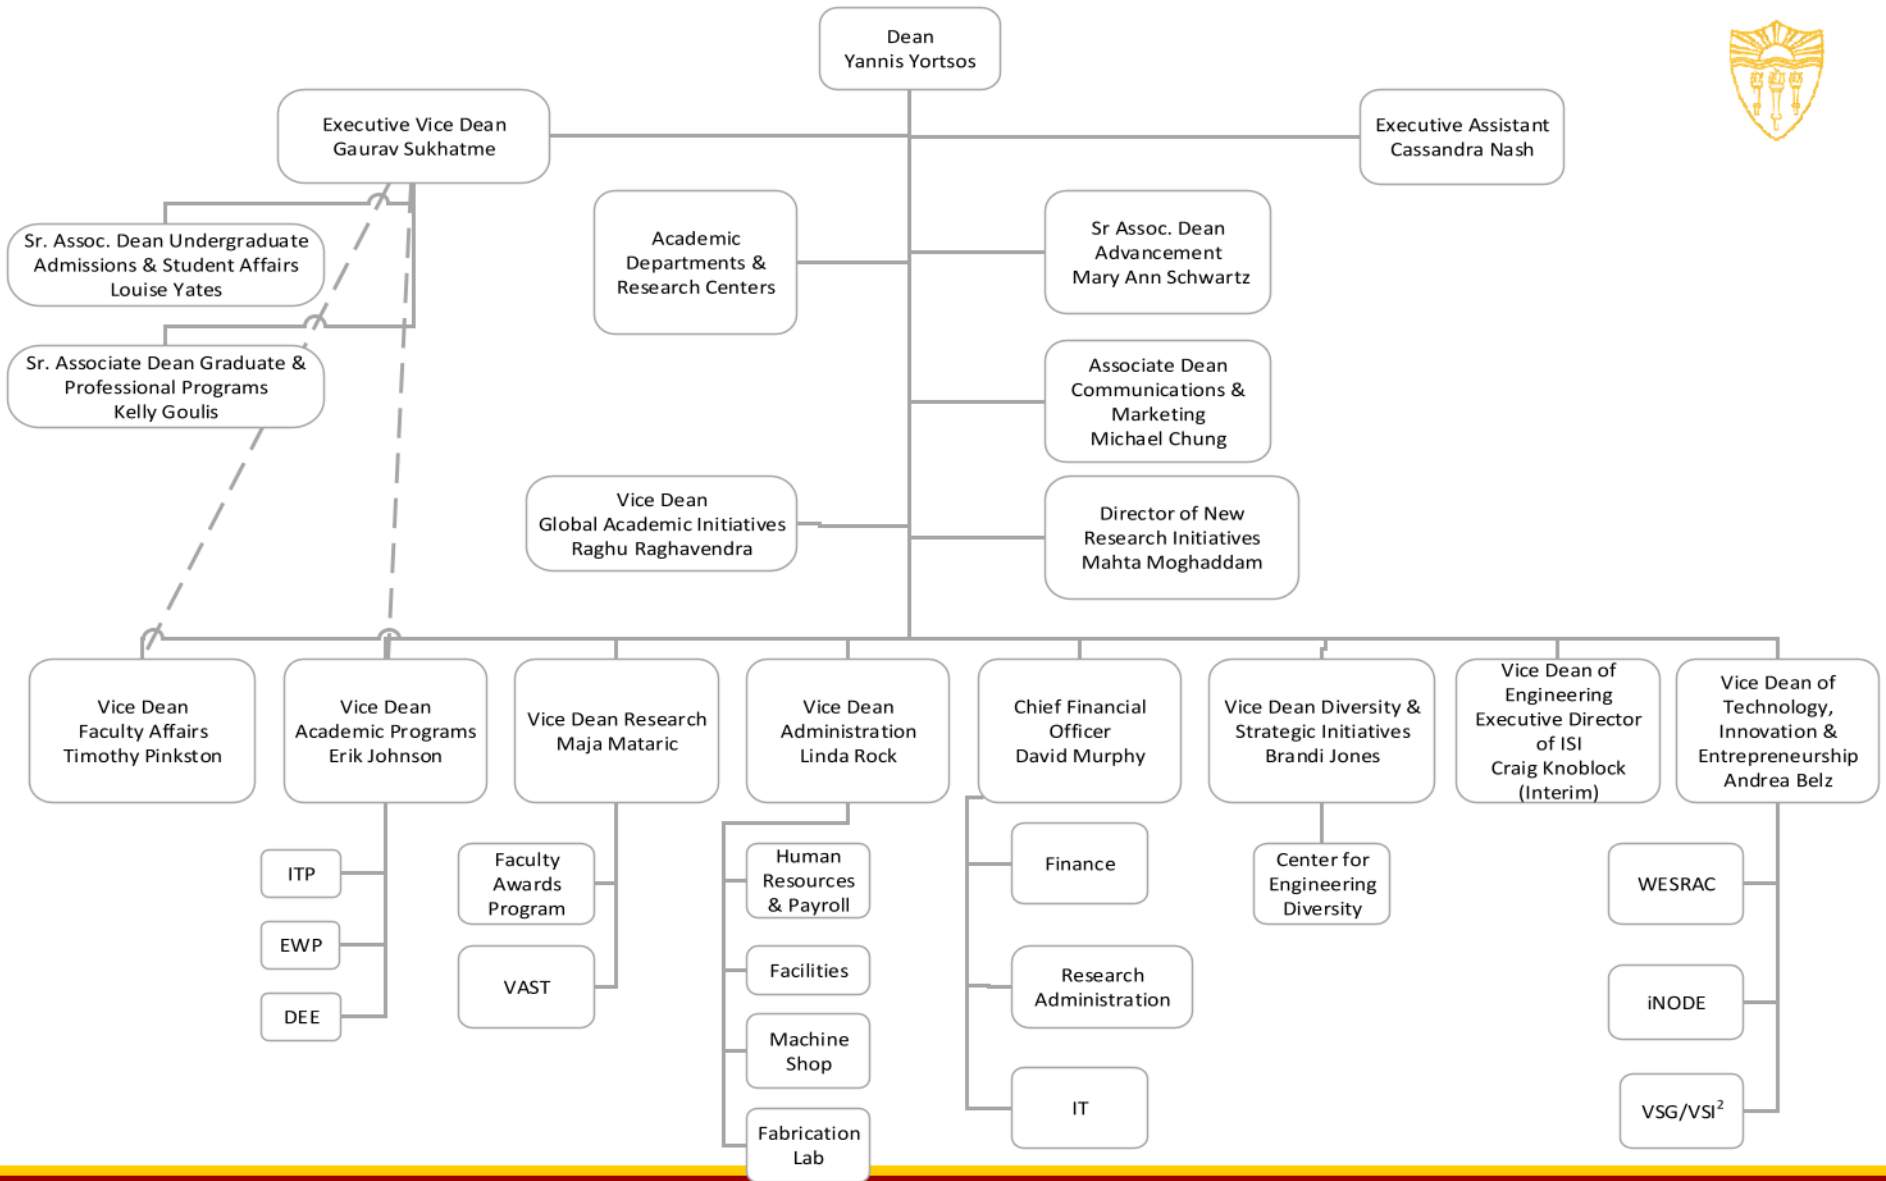 Dean
Yannis Yortsos
Executive Vice Dean
Gaurav Sukhatme
Executive Assistant
Cassandra Nash
Sr. Assoc. Dean Undergraduate
Admissions & Student Affairs
Louise Yates
Academic
Departments &
Research Centers
Sr Assoc. Dean
Advancement
Mary Ann Schwartz
Sr. Associate Dean Graduate &
Professional Programs
Kelly Goulis
Associate Dean
Communications &
Marketing
Michael Chung
Vice Dean
Global Academic Initiatives
Raghu Raghavendra
Director of New
Research Initiatives
Mahta Moghaddam
Vice Dean
Faculty Affairs
Timothy Pinkston
Vice Dean
Academic Programs
Erik Johnson
Vice Dean Research
Maja Mataric
Vice Dean
Administration
Linda Rock
Chief Financial
Officer
David Murphy
Vice Dean Diversity &
Strategic Initiatives
Brandi Jones
Vice Dean of
Engineering
Executive Director
of ISI
Craig Knoblock
(Interim)
Vice Dean of
Technology,
Innovation &
Entrepreneurship
Andrea Belz
ITP
EWP
DEE
Faculty
Awards
Program
VAST
Human
Resources
& Payroll
Facilities
Machine
Shop
Fabrication
Lab
Finance
Research
Administration
IT
Center for
Engineering
Diversity
WESRAC
iNODE
VSG/VSI²